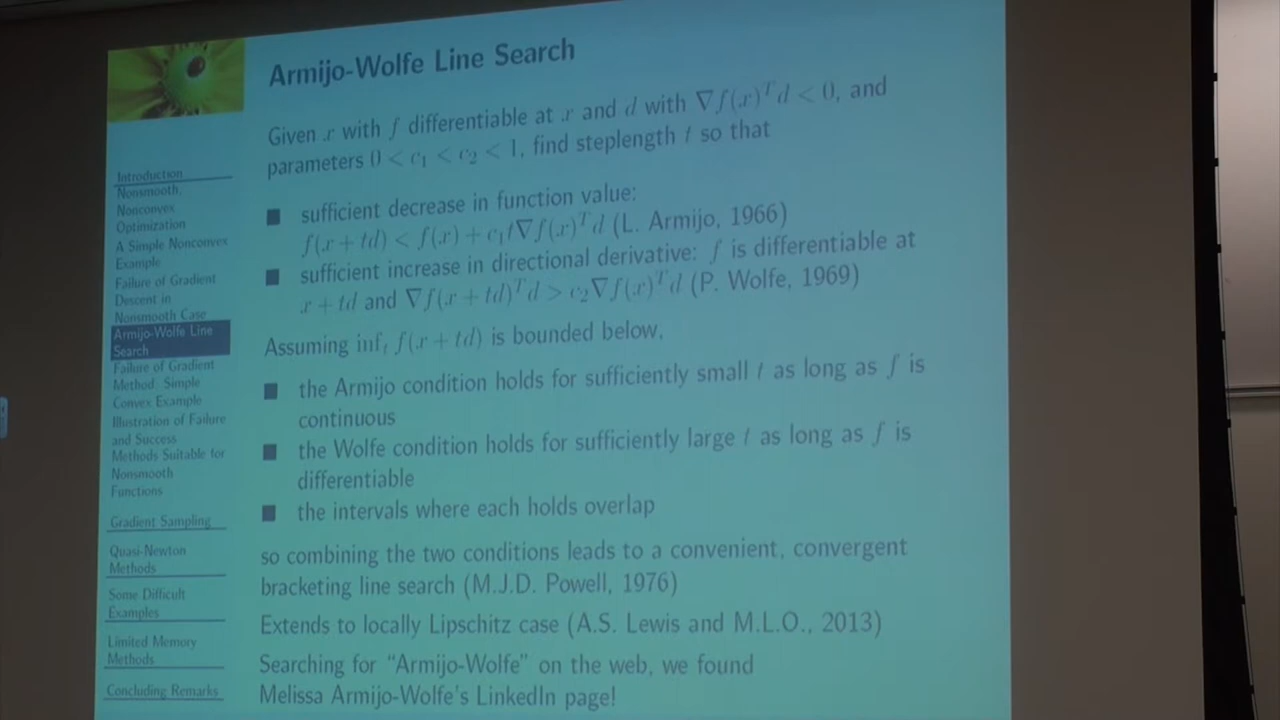 Armijo-Wolfe Line Search
Given x with f differentiable at x and d with ∇f(x)ᵀd < 0, and
parameters 0 < c₁ < c₂ < 1, find steplength t so that
■ sufficient decrease in function value:
f(x + td) < f(x) + c₁t∇f(x)ᵀd (L. Armijo, 1966)
■ sufficient increase in directional derivative: f is differentiable at
x + td and ∇f(x + td)ᵀd > c₂∇f(x)ᵀd (P. Wolfe, 1969)
Assuming infₜ f(x + td) is bounded below,
■ the Armijo condition holds for sufficiently small t as long as f is
continuous
■ the Wolfe condition holds for sufficiently large t as long as f is
differentiable
■ the intervals where each holds overlap
so combining the two conditions leads to a convenient, convergent
bracketing line search (M.J.D. Powell, 1976)
Extends to locally Lipschitz case (A.S. Lewis and M.L.O., 2013)
Searching for “Armijo-Wolfe” on the web, we found
Melissa Armijo-Wolfe's LinkedIn page!
Introduction
Nonsmooth,
Nonconvex
Optimization
A Simple Nonconvex
Example
Failure of Gradient
Descent in
Nonsmooth Case
Armijo-Wolfe Line
Search
Failure of Gradient
Method: Simple
Convex Example
Illustration of Failure
and Success
Methods Suitable for
Nonsmooth
Functions
Gradient Sampling
Quasi-Newton
Methods
Some Difficult
Examples
Limited Memory
Methods
Concluding Remarks